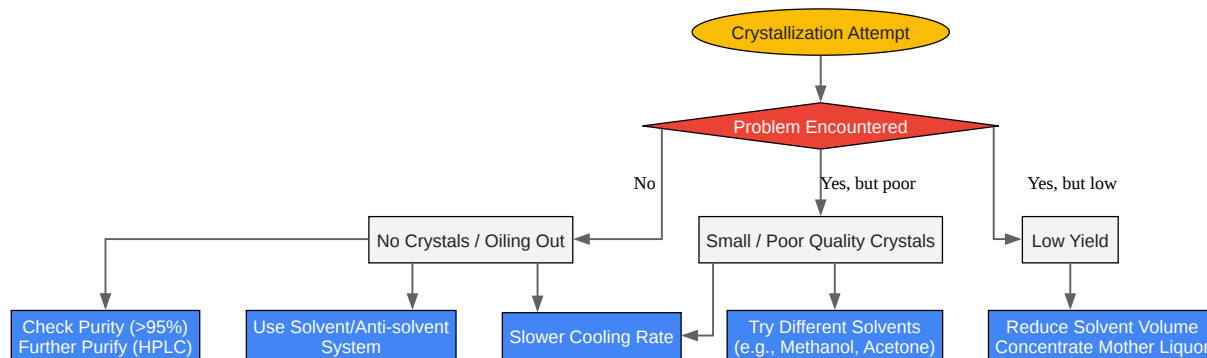 Crystallization Attempt
Problem Encountered
No
Yes, but poor
Yes, but low
No Crystals / Oiling Out
Small / Poor Quality Crystals
Low Yield
Check Purity (>95%)
Further Purify (HPLC)
Use Solvent/Anti-solvent
System
Slower Cooling Rate
Try Different Solvents
(e.g., Methanol, Acetone)
Reduce Solvent Volume
Concentrate Mother Liquor